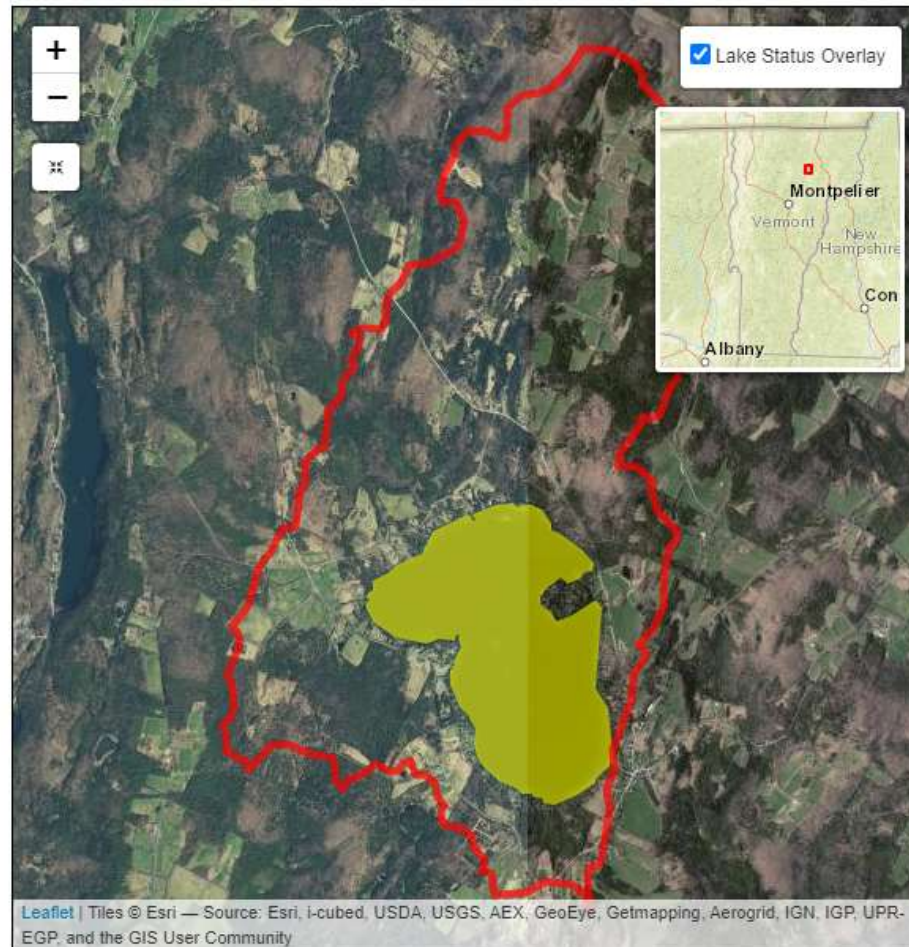 +
Lake Status Overlay
−
Montpelier
Vermont
New
Hampshire
Con
Albany
Leaflet | Tiles © Esri — Source: Esri, i-cubed, USDA, USGS, AEX, GeoEye, Getmapping, Aerogrid, IGN, IGP, UPR-
EGP, and the GIS User Community